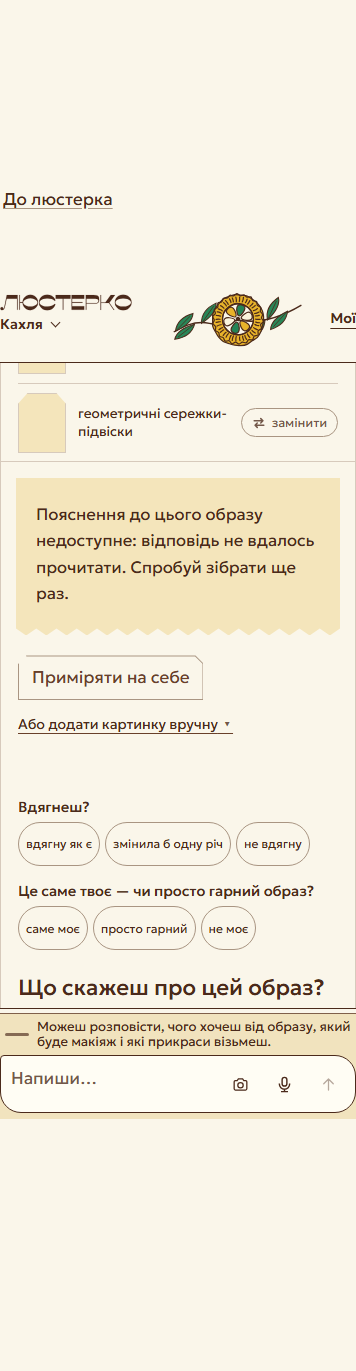 До люстерка
ЛЮСТЕРКО
Кахля
Мої
геометричні сережки-
підвіски
замінити
Пояснення до цього образу
недоступне: відповідь не вдалось
прочитати. Спробуй зібрати ще
раз.
Приміряти на себе
Або додати картинку вручну
Вдягнеш?
вдягну як є
змінила б одну річ
не вдягну
Це саме твоє — чи просто гарний образ?
саме моє
просто гарний
не моє
Що скажеш про цей образ?
Можеш розповісти, чого хочеш від образу, який
буде макіяж і які прикраси візьмеш.
Напиши...